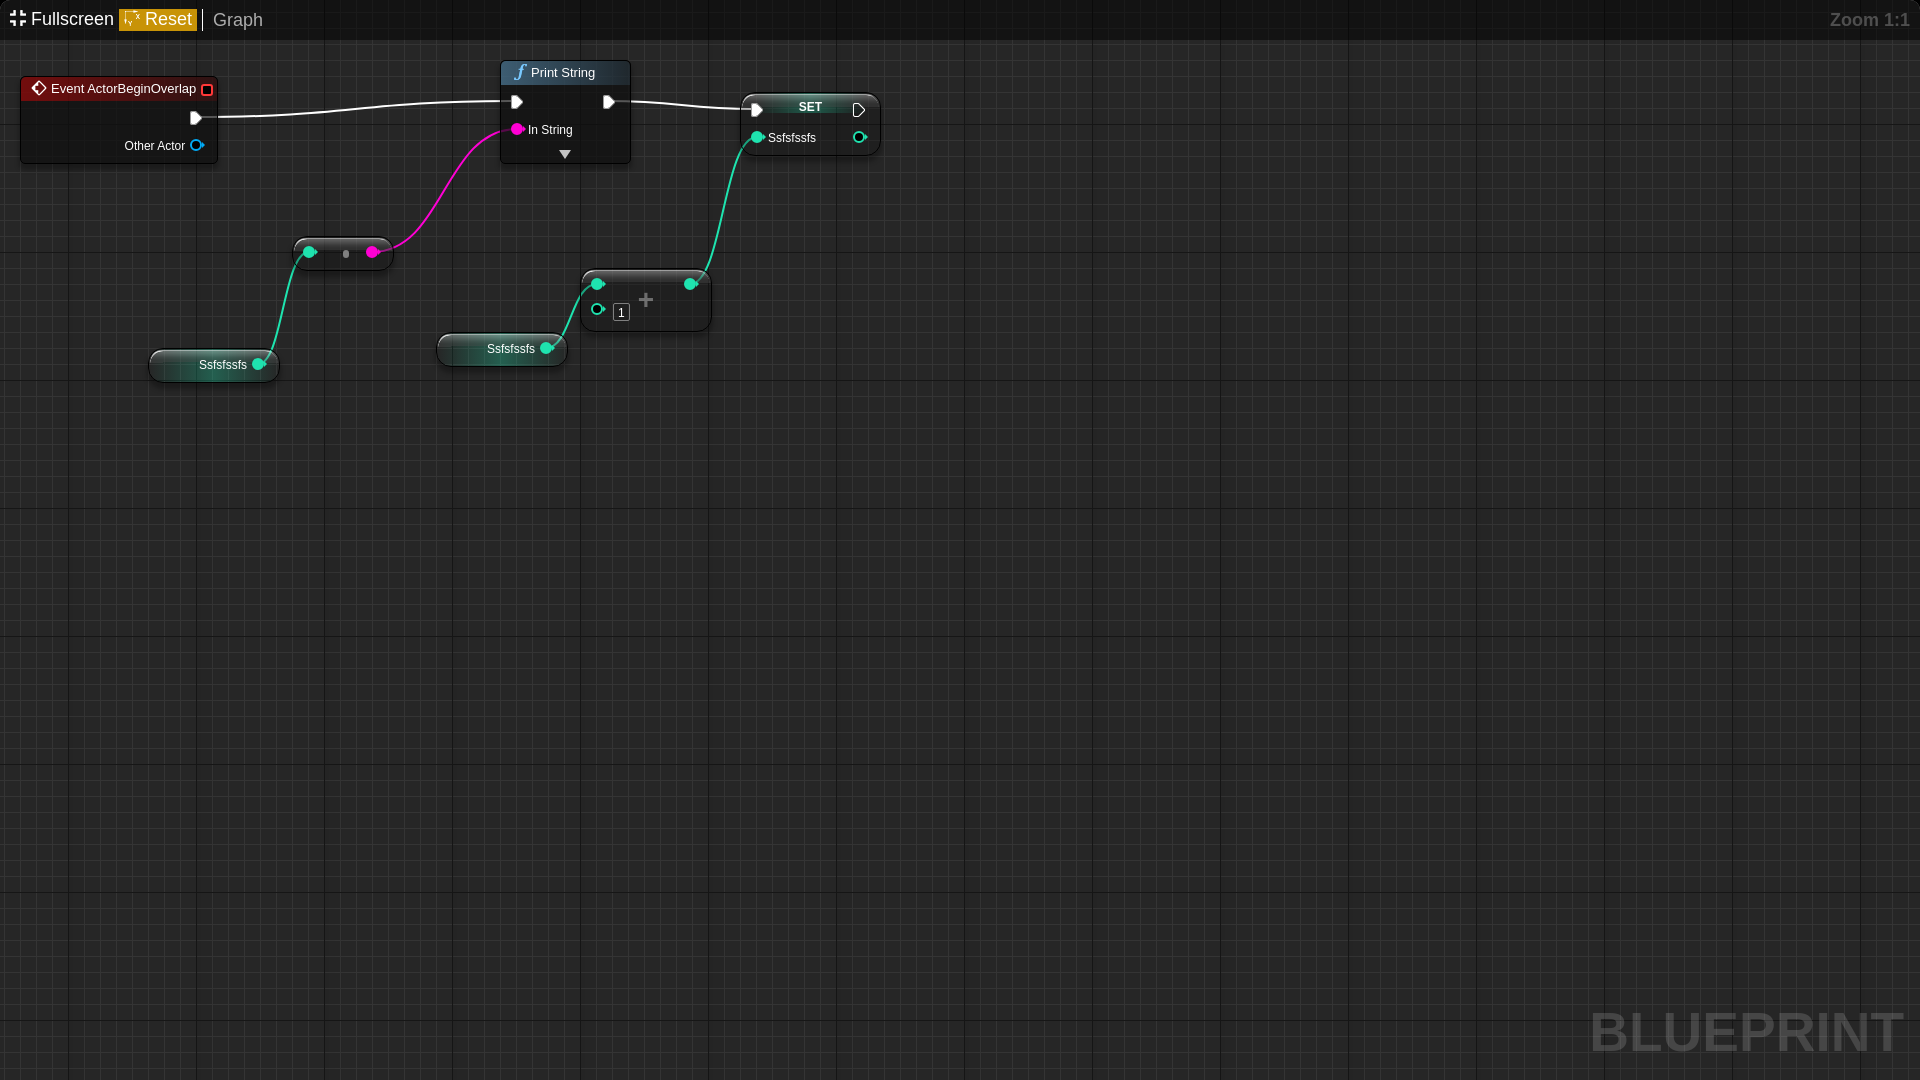 Fullscreen Reset Graph Zoom 1:1
Print String
Event ActorBeginOverlap
SET
In String
Ssfsfssfs
Other Actor
+
1
Ssfsfssfs
Ssfsfssfs
BLUEPRINT